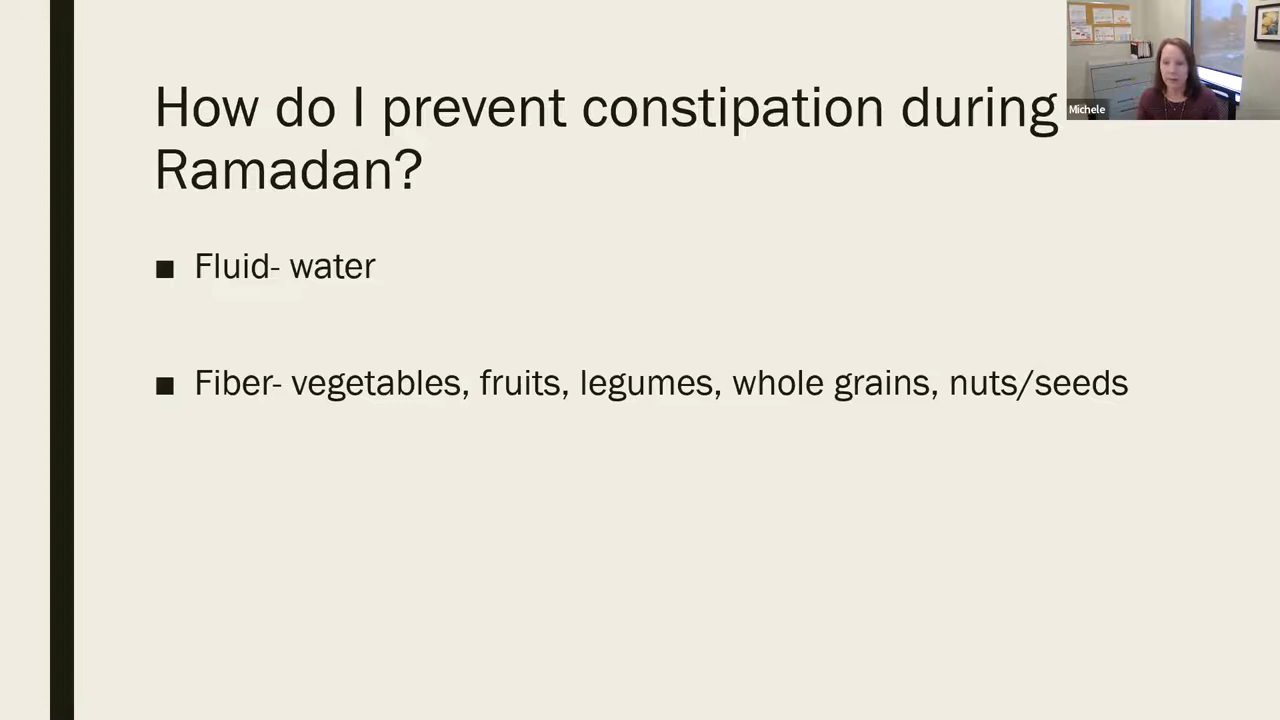 How do I prevent constipation during
Ramadan?
Michele
■ Fluid- water
■ Fiber- vegetables, fruits, legumes, whole grains, nuts/seeds